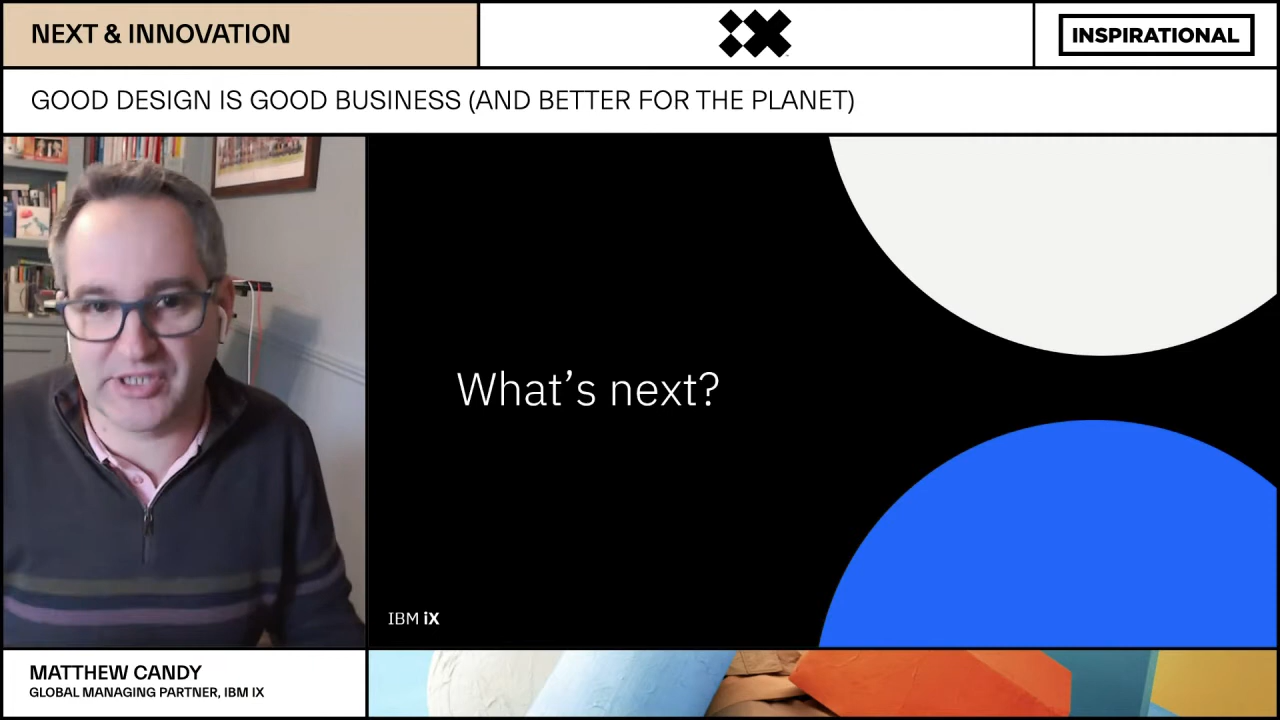 NEXT & INNOVATION
INSPIRATIONAL
GOOD DESIGN IS GOOD BUSINESS (AND BETTER FOR THE PLANET)
What’s next?
IBM iX
MATTHEW CANDY
GLOBAL MANAGING PARTNER, IBM IX